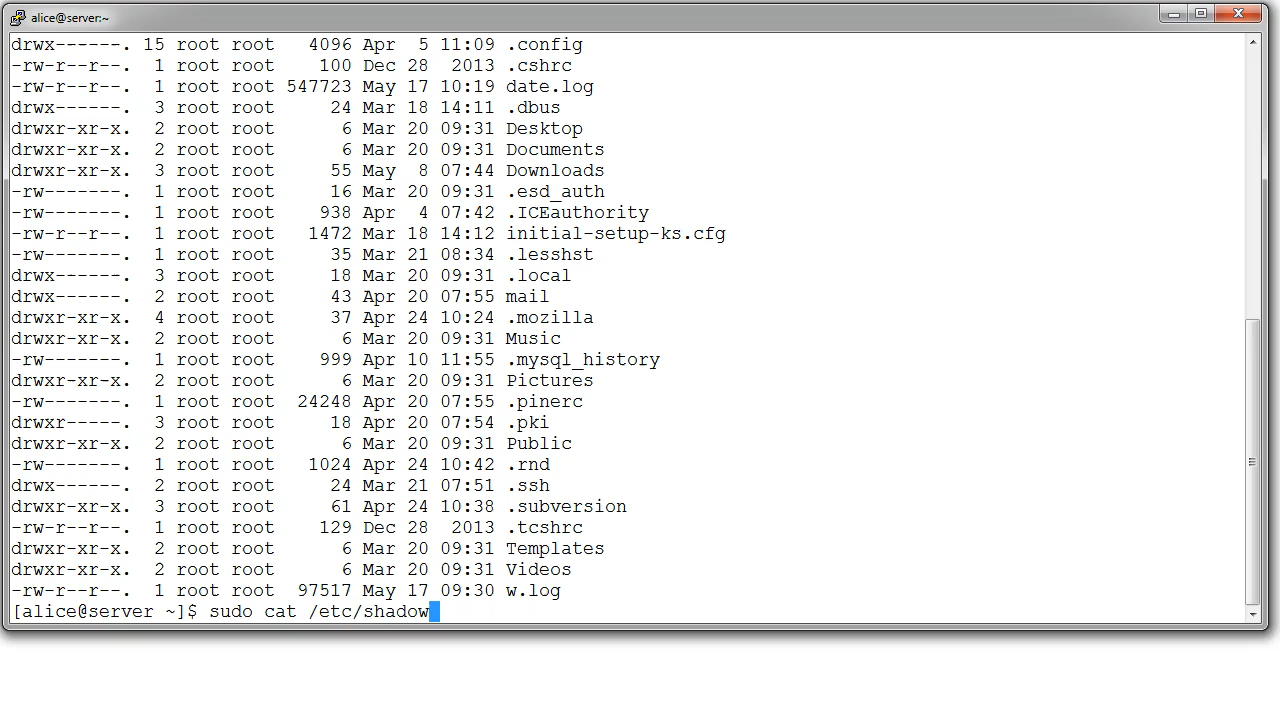 alice@server:~
drwx------. 15 root root   4096 Apr  5 11:09 .config
-rw-r--r--.  1 root root    100 Dec 28  2013 .cshrc
-rw-r--r--.  1 root root 547723 May 17 10:19 date.log
drwx------.  3 root root     24 Mar 18 14:11 .dbus
drwxr-xr-x.  2 root root      6 Mar 20 09:31 Desktop
drwxr-xr-x.  2 root root      6 Mar 20 09:31 Documents
drwxr-xr-x.  3 root root     55 May  8 07:44 Downloads
-rw-------.  1 root root     16 Mar 20 09:31 .esd_auth
-rw-------.  1 root root    938 Apr  4 07:42 .ICEauthority
-rw-r--r--.  1 root root   1472 Mar 18 14:12 initial-setup-ks.cfg
-rw-------.  1 root root     35 Mar 21 08:34 .lesshst
drwx------.  3 root root     18 Mar 20 09:31 .local
drwx------.  2 root root     43 Apr 20 07:55 mail
drwxr-xr-x.  4 root root     37 Apr 24 10:24 .mozilla
drwxr-xr-x.  2 root root      6 Mar 20 09:31 Music
-rw-------.  1 root root    999 Apr 10 11:55 .mysql_history
drwxr-xr-x.  2 root root      6 Mar 20 09:31 Pictures
-rw-------.  1 root root  24248 Apr 20 07:55 .pinerc
drwxr-----.  3 root root     18 Apr 20 07:54 .pki
drwxr-xr-x.  2 root root      6 Mar 20 09:31 Public
-rw-------.  1 root root   1024 Apr 24 10:42 .rnd
drwx------.  2 root root     24 Mar 21 07:51 .ssh
drwxr-xr-x.  3 root root     61 Apr 24 10:38 .subversion
-rw-r--r--.  1 root root    129 Dec 28  2013 .tcshrc
drwxr-xr-x.  2 root root      6 Mar 20 09:31 Templates
drwxr-xr-x.  2 root root      6 Mar 20 09:31 Videos
-rw-r--r--.  1 root root  97517 May 17 09:30 w.log
[alice@server ~]$ sudo cat /etc/shadow